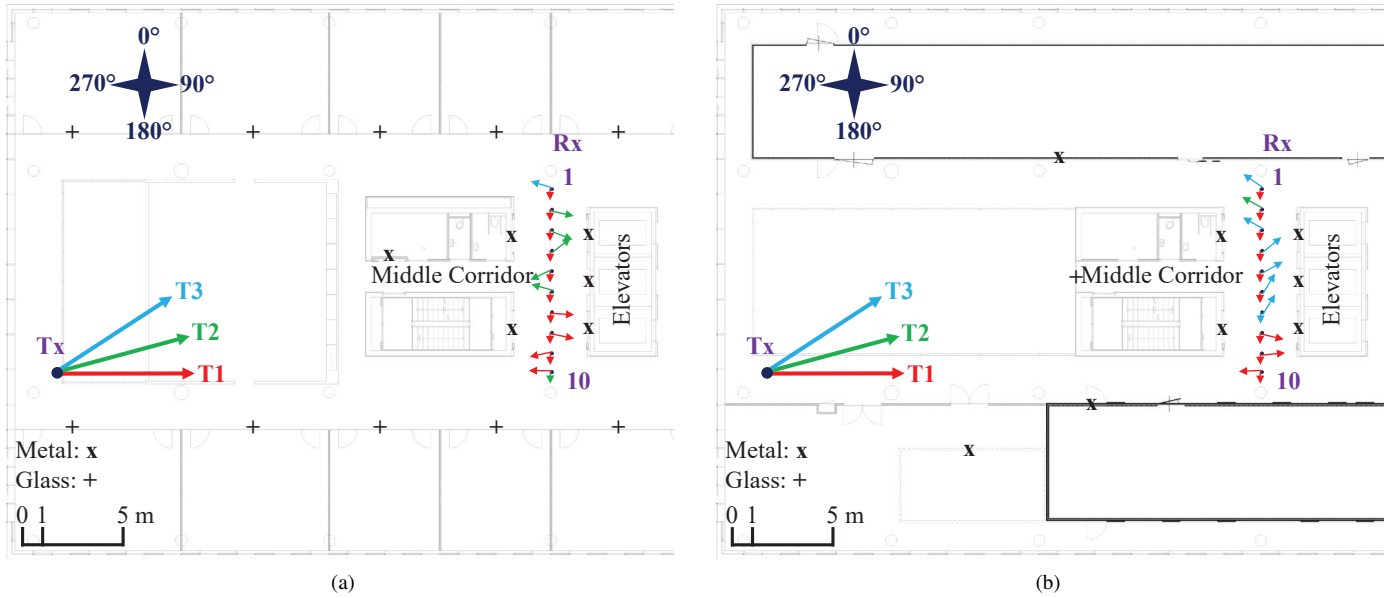 0°
270° 90°
180°
+ + + + +
Rx
1
x x x
Middle Corridor
x
Elevators
x x
T3
T2
Tx
T1
10
+ + + + +
Metal: x
Glass: +
0 1 5 m
(a)
0°
270° 90°
180°
x
Rx
1
x x
+Middle Corridor
x
Elevators
x x
T3
T2
Tx
T1
10
x
x
Metal: x
Glass: +
0 1 5 m
(b)